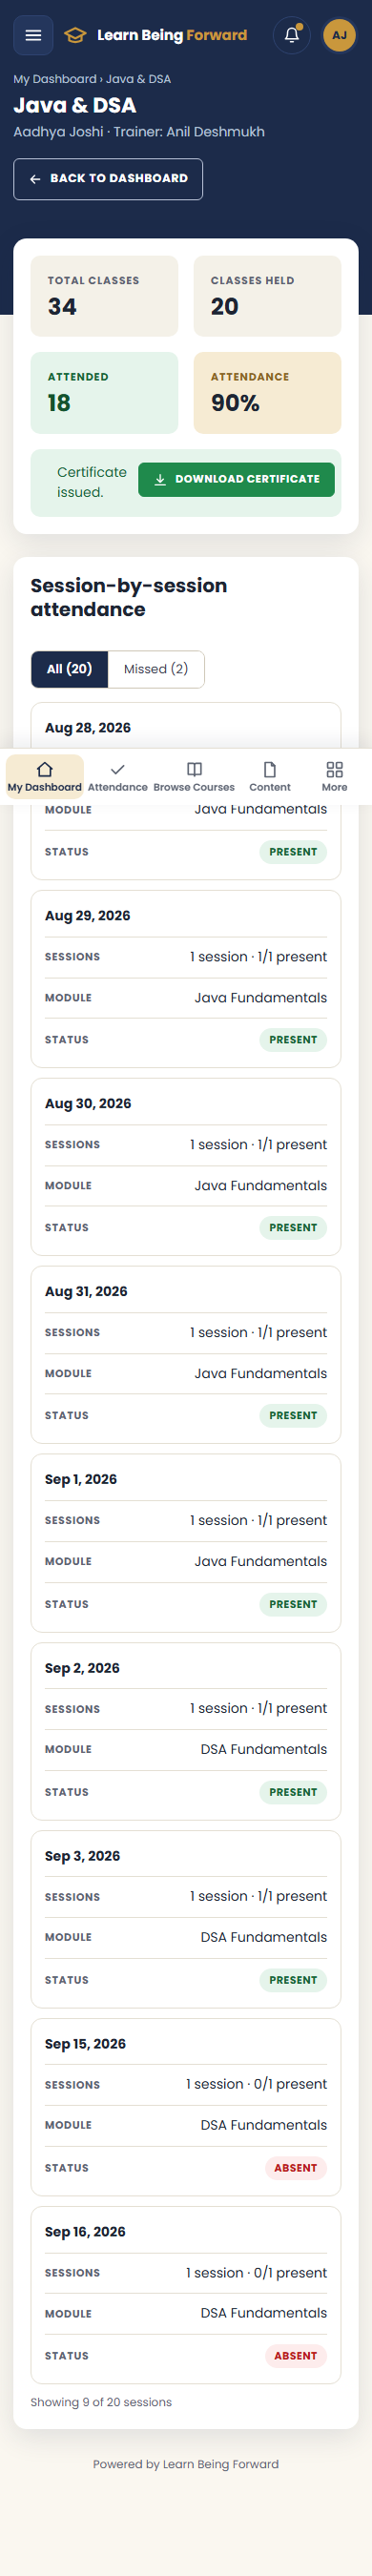 Learn Being Forward
AJ
My Dashboard › Java & DSA
Java & DSA
Aadhya Joshi · Trainer: Anil Deshmukh
← BACK TO DASHBOARD
TOTAL CLASSES
34
CLASSES HELD
20
ATTENDED
18
ATTENDANCE
90%
Certificate
issued.
DOWNLOAD CERTIFICATE
Session-by-session
attendance
All (20)
Missed (2)
Aug 28, 2026
My Dashboard
Attendance
Browse Courses
Content
More
MODULE Java Fundamentals
STATUS PRESENT
Aug 29, 2026
SESSIONS 1 session · 1/1 present
MODULE Java Fundamentals
STATUS PRESENT
Aug 30, 2026
SESSIONS 1 session · 1/1 present
MODULE Java Fundamentals
STATUS PRESENT
Aug 31, 2026
SESSIONS 1 session · 1/1 present
MODULE Java Fundamentals
STATUS PRESENT
Sep 1, 2026
SESSIONS 1 session · 1/1 present
MODULE Java Fundamentals
STATUS PRESENT
Sep 2, 2026
SESSIONS 1 session · 1/1 present
MODULE DSA Fundamentals
STATUS PRESENT
Sep 3, 2026
SESSIONS 1 session · 1/1 present
MODULE DSA Fundamentals
STATUS PRESENT
Sep 15, 2026
SESSIONS 1 session · 0/1 present
MODULE DSA Fundamentals
STATUS ABSENT
Sep 16, 2026
SESSIONS 1 session · 0/1 present
MODULE DSA Fundamentals
STATUS ABSENT
Showing 9 of 20 sessions
Powered by Learn Being Forward